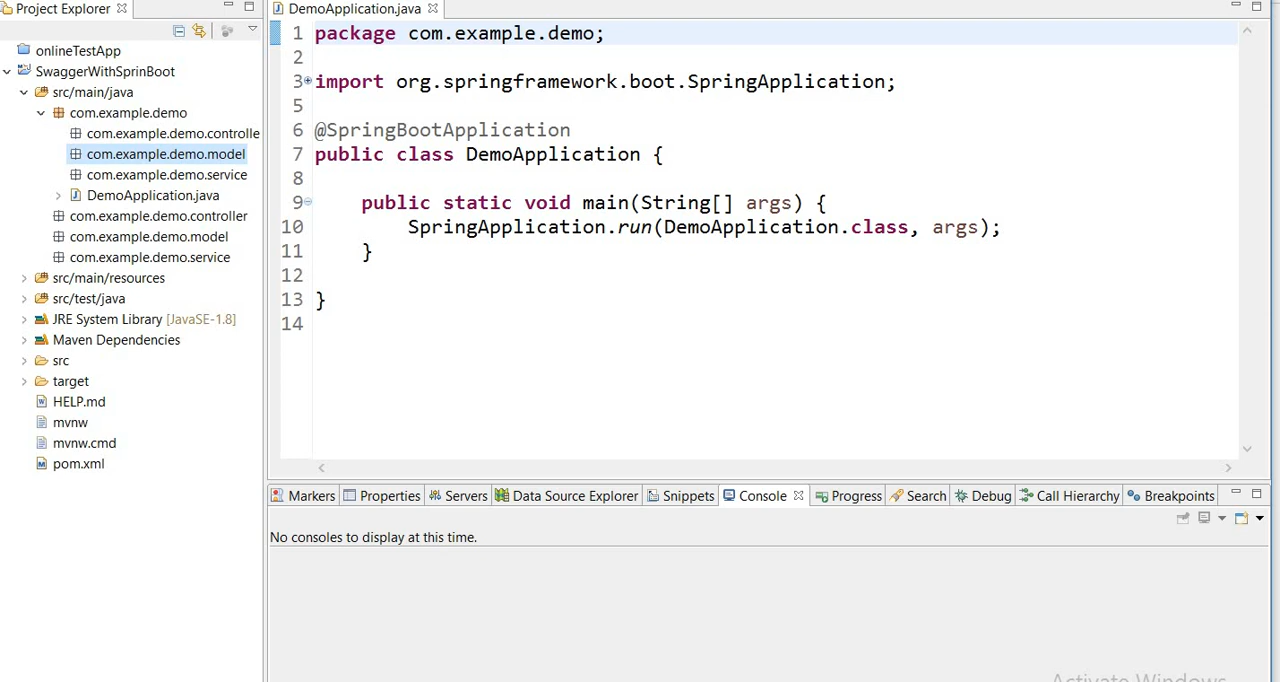 Project Explorer
onlineTestApp
SwaggerWithSprinBoot
src/main/java
com.example.demo
com.example.demo.controlle
com.example.demo.model
com.example.demo.service
DemoApplication.java
com.example.demo.controller
com.example.demo.model
com.example.demo.service
src/main/resources
src/test/java
JRE System Library [JavaSE-1.8]
Maven Dependencies
src
target
HELP.md
mvnw
mvnw.cmd
pom.xml
DemoApplication.java
1 package com.example.demo;
2
3 import org.springframework.boot.SpringApplication;
5
6 @SpringBootApplication
7 public class DemoApplication {
8
9 public static void main(String[] args) {
10 SpringApplication.run(DemoApplication.class, args);
11 }
12
13 }
14
Markers Properties Servers Data Source Explorer Snippets Console Progress Search Debug Call Hierarchy Breakpoints
No consoles to display at this time.
Activate Windows